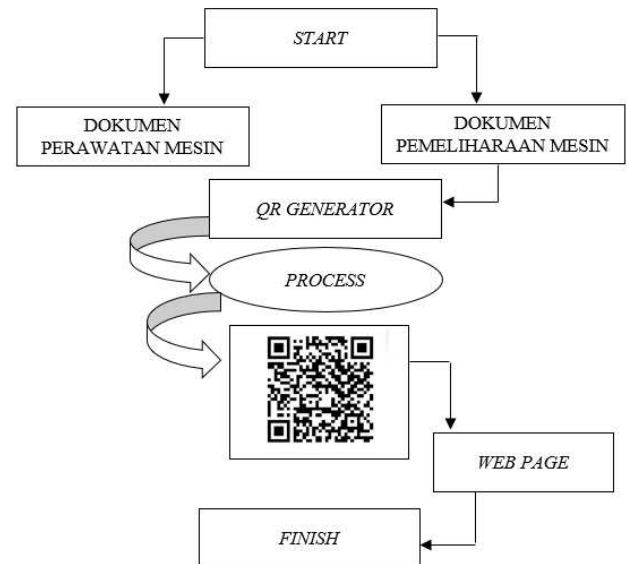 START
DOKUMEN
PERAWATAN MESIN
DOKUMEN
PEMELIHARAAN MESIN
QR GENERATOR
PROCESS
WEB PAGE
FINISH